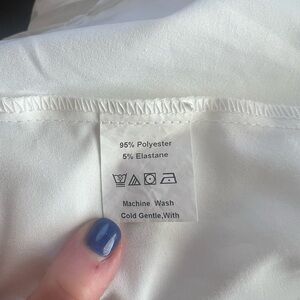 95% Polyester
5% Elastane
Machine Wash
Cold Gentle,With